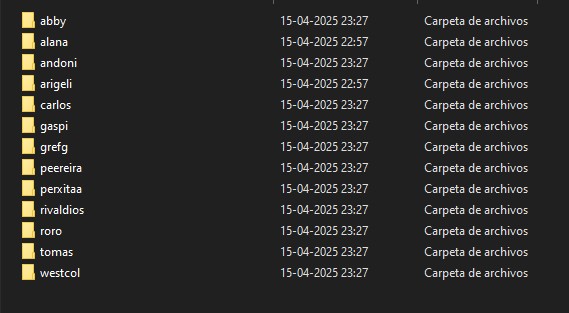 abby 15-04-2025 23:27 Carpeta de archivos
alana 15-04-2025 22:57 Carpeta de archivos
andoni 15-04-2025 23:27 Carpeta de archivos
arigeli 15-04-2025 22:57 Carpeta de archivos
carlos 15-04-2025 23:27 Carpeta de archivos
gaspi 15-04-2025 23:27 Carpeta de archivos
grefg 15-04-2025 23:27 Carpeta de archivos
peereira 15-04-2025 23:27 Carpeta de archivos
perxitaa 15-04-2025 23:27 Carpeta de archivos
rivaldios 15-04-2025 23:27 Carpeta de archivos
roro 15-04-2025 23:27 Carpeta de archivos
tomas 15-04-2025 23:27 Carpeta de archivos
westcol 15-04-2025 23:27 Carpeta de archivos